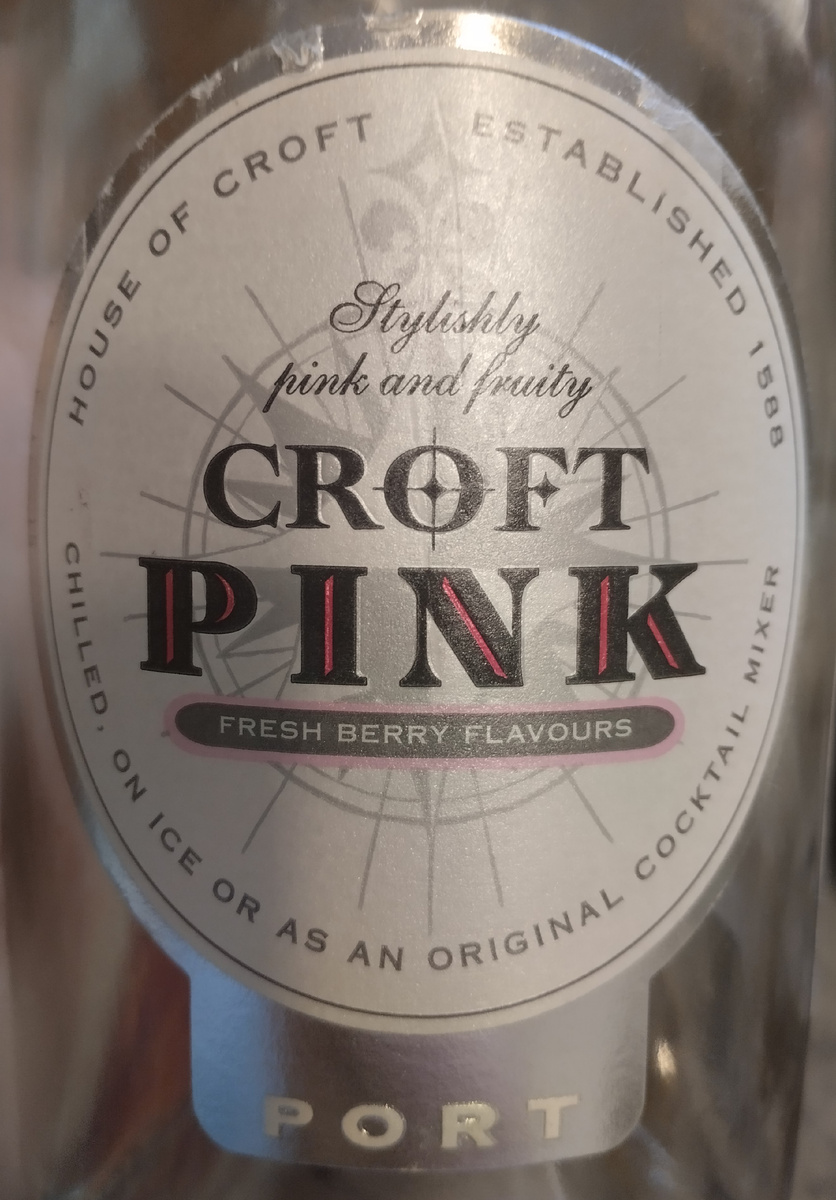 HOUSE OF CROFT ESTABLISHED 1588
Stylishly
pink and fruity
CROFT
PINK
FRESH BERRY FLAVOURS
CHILLED, ON ICE OR AS AN ORIGINAL COCKTAIL MIXER
PORT